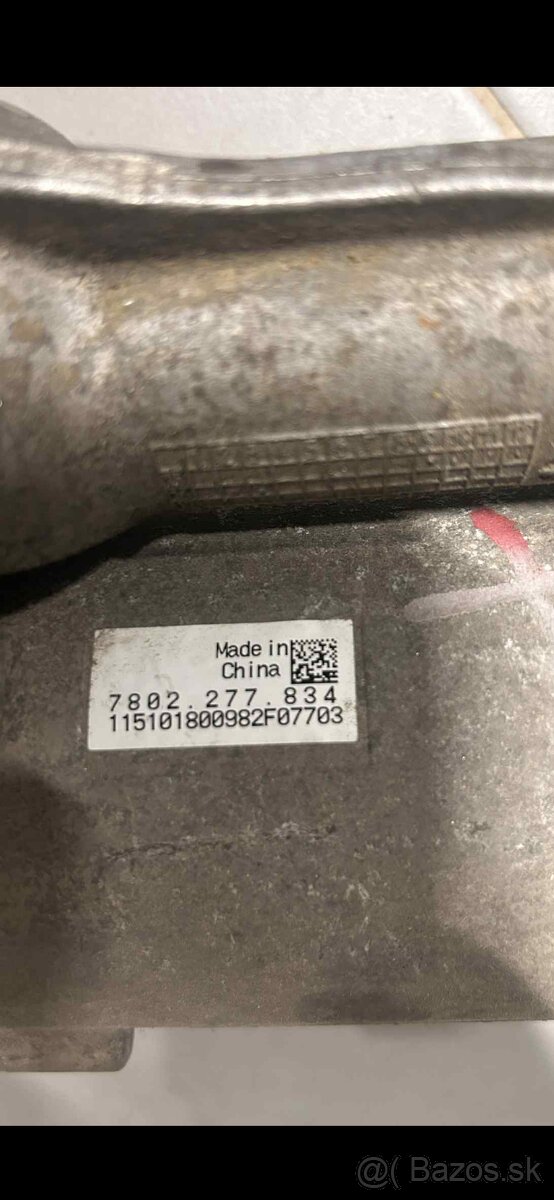 Made in
China
7802.277.834
115101800982F07703
@( Bazos.sk